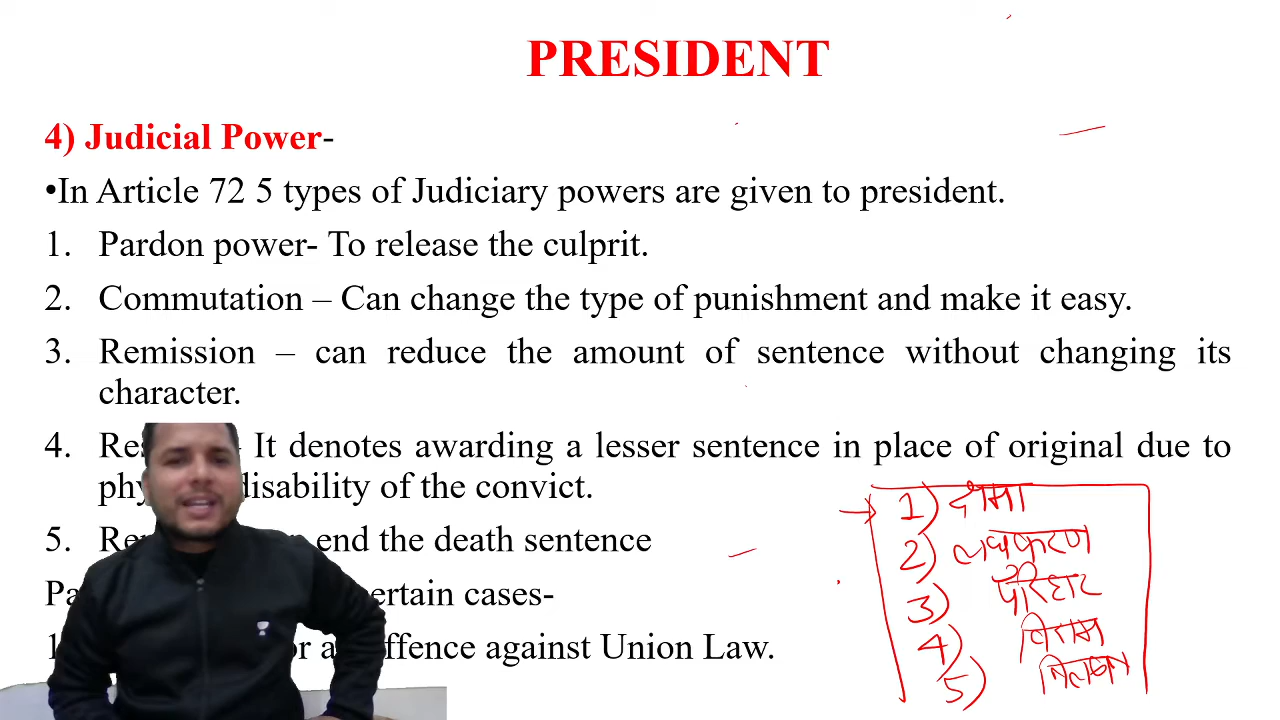 PRESIDENT
4) Judicial Power-
•In Article 72 5 types of Judiciary powers are given to president.
1. Pardon power- To release the culprit.
2. Commutation – Can change the type of punishment and make it easy.
3. Remission – can reduce the amount of sentence without changing its
character.
4. It denotes awarding a lesser sentence in place of original due to
disability of the convict.
5. end the death sentence
cases-
against Union Law.
1) क्षमा
2) लघुकरण
3) परिहार
4) विराम
5)